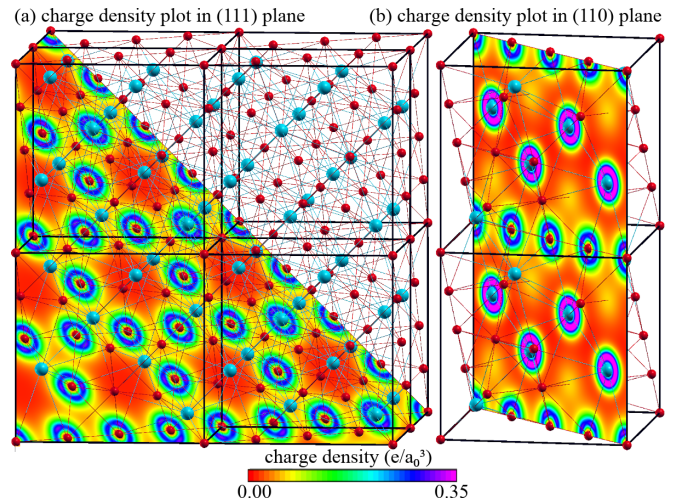 (a) charge density plot in (111) plane
(b) charge density plot in (110) plane
charge density (e/a₀³)
0.00 0.35